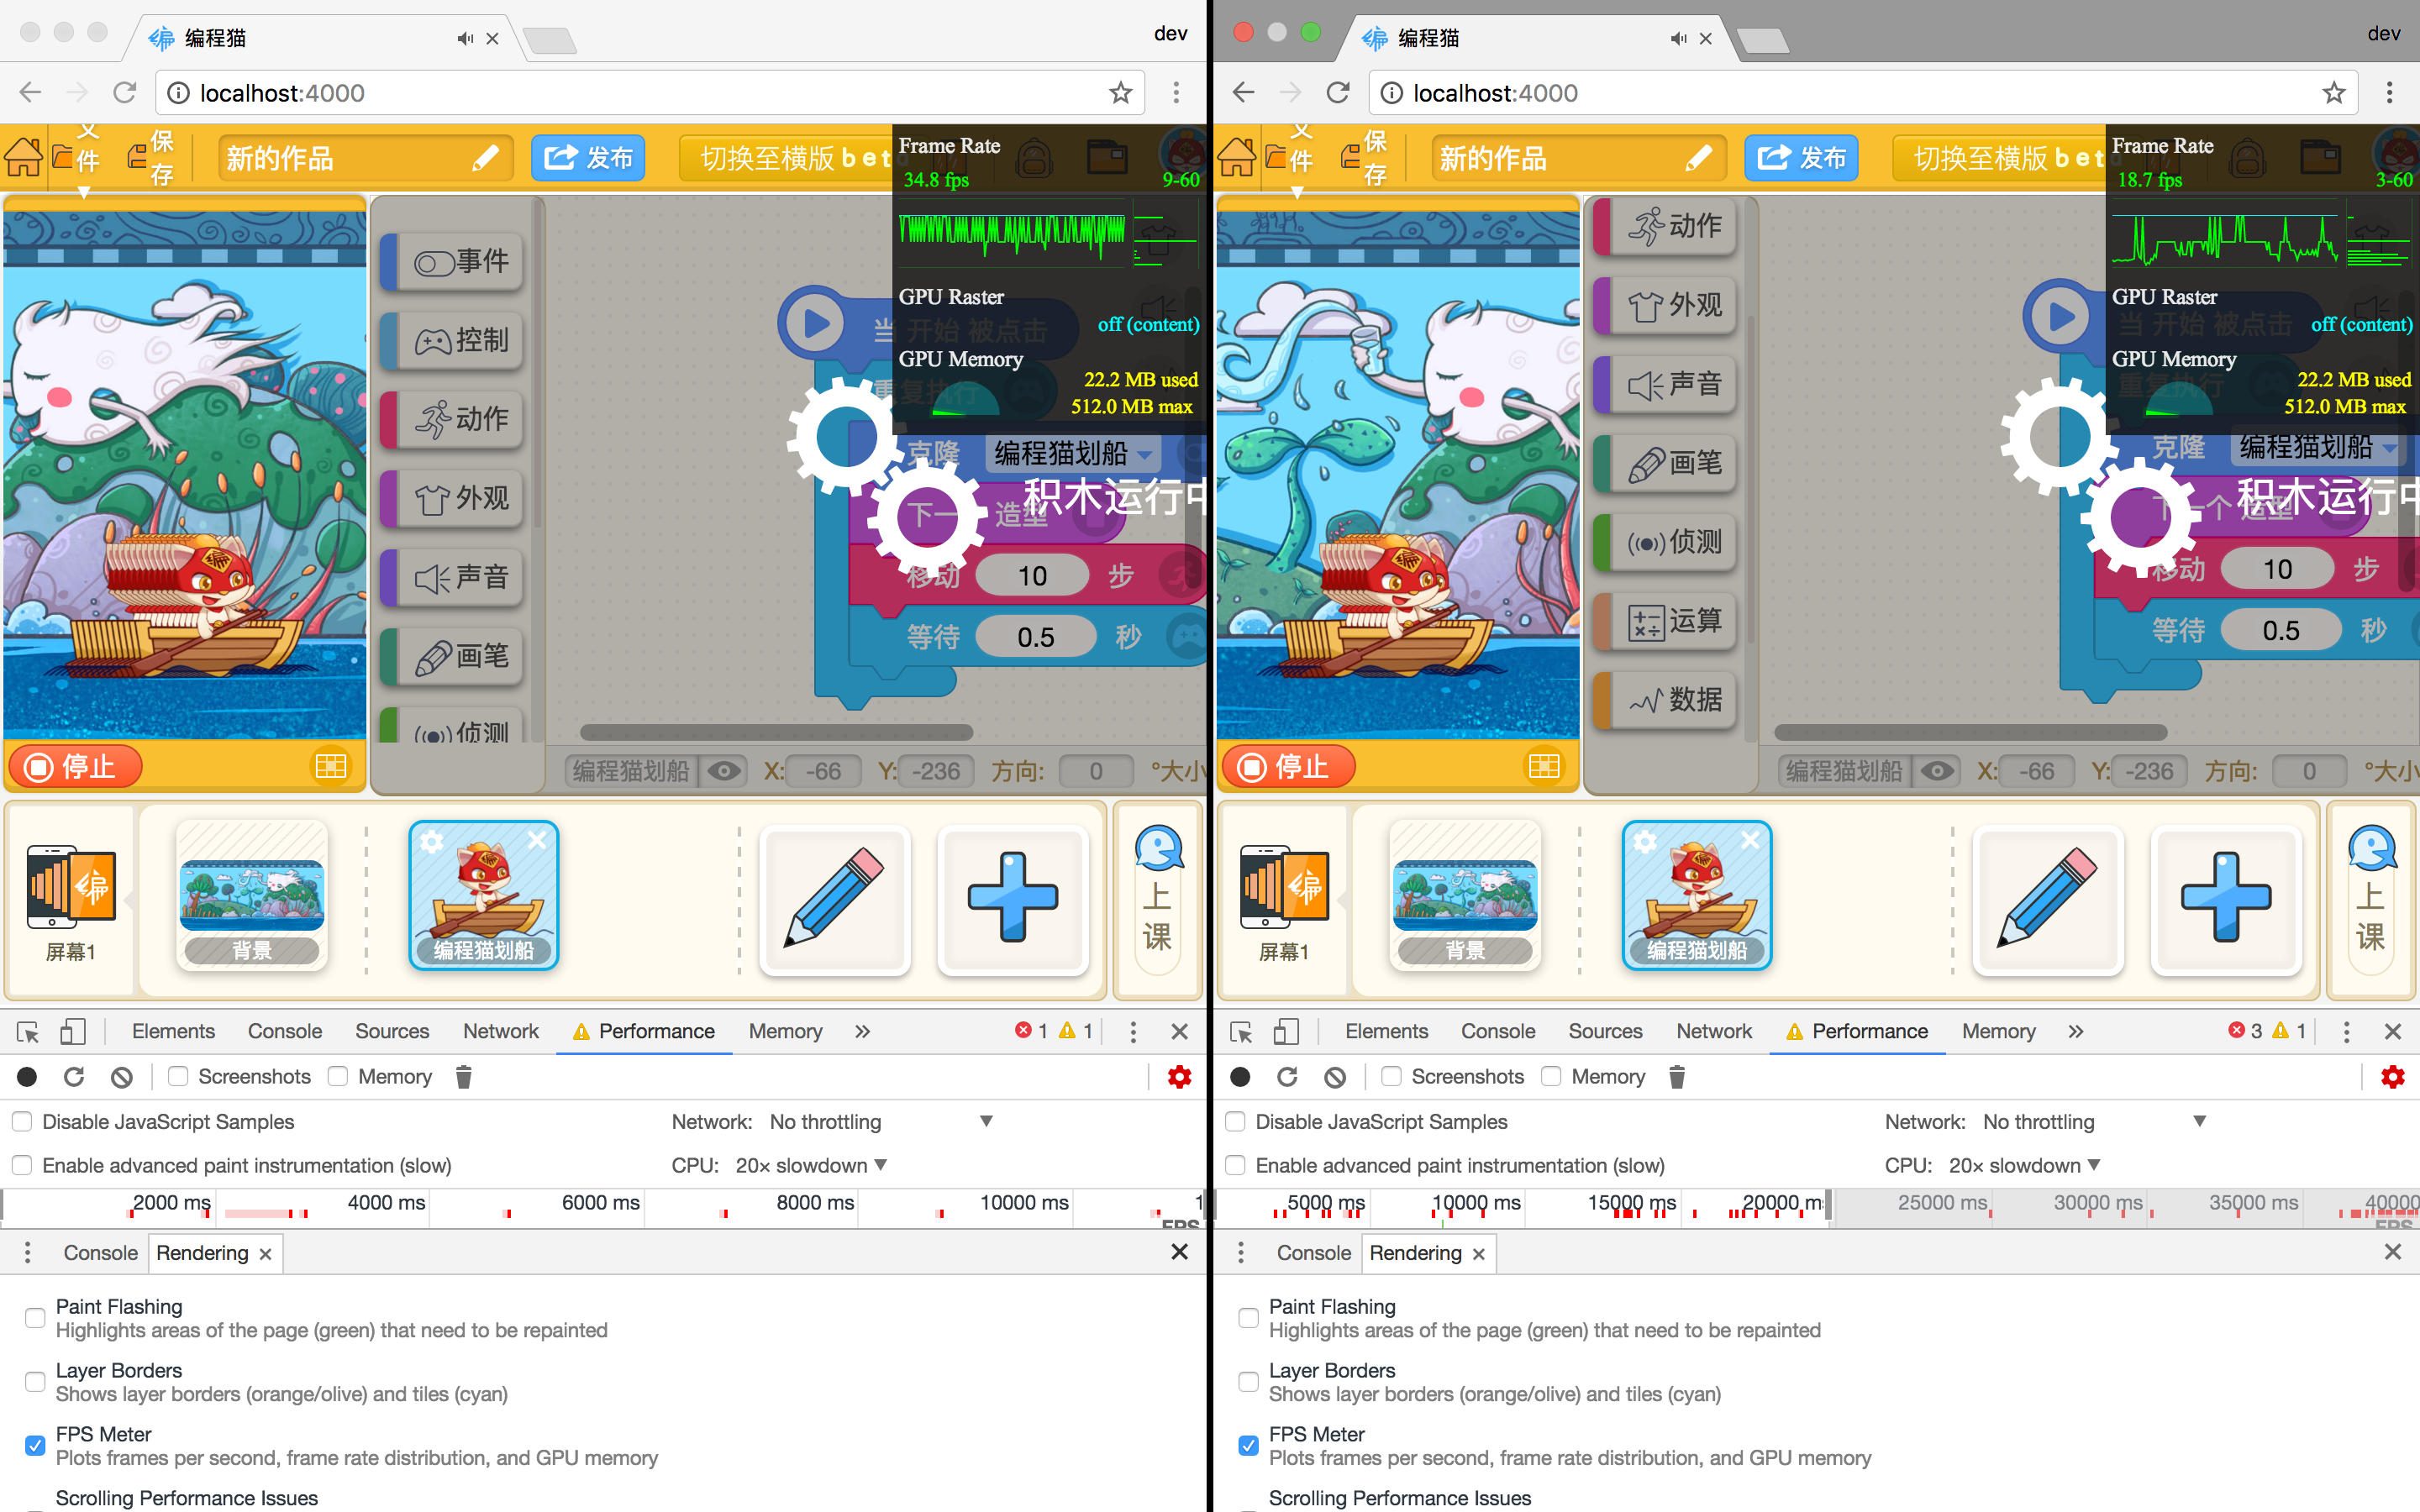 编程猫
dev
localhost:4000
文件
保存
新的作品
发布
切换至横版 beta
Frame Rate
34.8 fps
9-60
GPU Raster
off (content)
GPU Memory
22.2 MB used
512.0 MB max
事件
控制
动作
外观
声音
画笔
侦测
当 开始 被点击
重复执行
克隆 编程猫划船
下一 造型
积木运行中
移动 10 步
等待 0.5 秒
停止
编程猫划船
X: -66
Y: -236
方向: 0
°大小
屏幕1
背景
编程猫划船
上课
Elements Console Sources Network Performance Memory
1 1
Screenshots Memory
Disable JavaScript Samples
Network: No throttling
Enable advanced paint instrumentation (slow)
CPU: 20× slowdown
2000 ms 4000 ms 6000 ms 8000 ms 10000 ms 1
FPS
Console Rendering
Paint Flashing
Highlights areas of the page (green) that need to be repainted
Layer Borders
Shows layer borders (orange/olive) and tiles (cyan)
FPS Meter
Plots frames per second, frame rate distribution, and GPU memory
Scrolling Performance Issues
编程猫
dev
localhost:4000
文件
保存
新的作品
发布
切换至横版 bet
Frame Rate
18.7 fps
3-60
GPU Raster
off (content)
GPU Memory
22.2 MB used
512.0 MB max
动作
外观
声音
画笔
侦测
运算
数据
当 开始 被点击
重复执行
克隆 编程猫划船
下一个 造型
积木运行中
移动 10 步
等待 0.5 秒
停止
编程猫划船
X: -66
Y: -236
方向: 0
°大小
屏幕1
背景
编程猫划船
上课
Elements Console Sources Network Performance Memory
3 1
Screenshots Memory
Disable JavaScript Samples
Network: No throttling
Enable advanced paint instrumentation (slow)
CPU: 20× slowdown
5000 ms 10000 ms 15000 ms 20000 m 25000 ms 30000 ms 35000 ms 40000
FPS
Console Rendering
Paint Flashing
Highlights areas of the page (green) that need to be repainted
Layer Borders
Shows layer borders (orange/olive) and tiles (cyan)
FPS Meter
Plots frames per second, frame rate distribution, and GPU memory
Scrolling Performance Issues